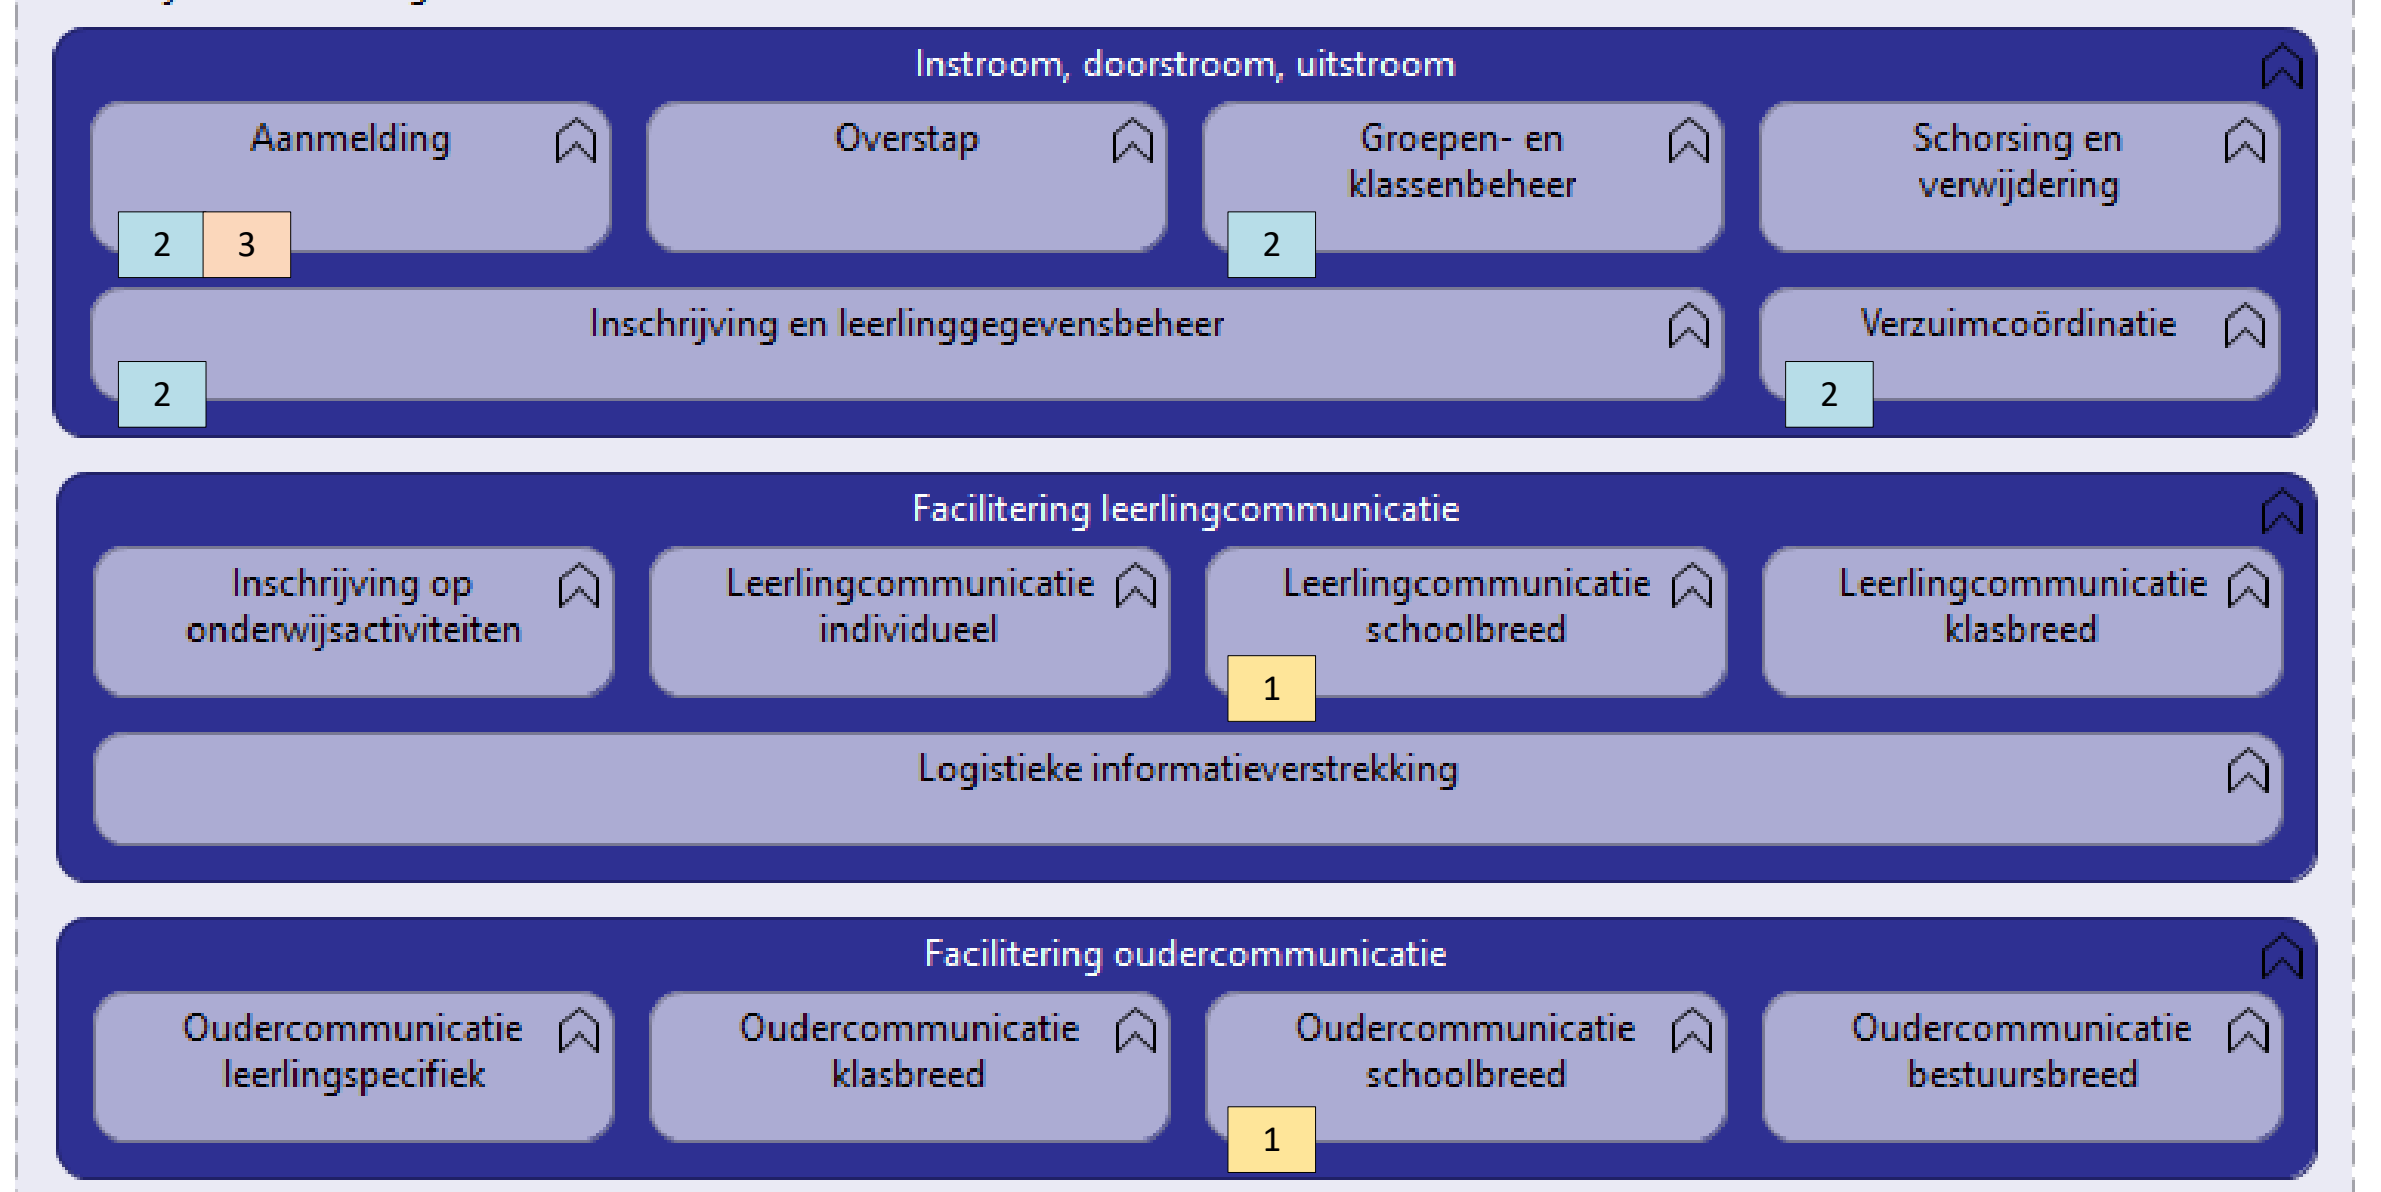 Instroom, doorstroom, uitstroom
Aanmelding
2 3
Overstap
Groepen- en
klassenbeheer
2
Schorsing en
verwijdering
Inschrijving en leerlinggegevensbeheer
2
Verzuimcoördinatie
2
Facilitering leerlingcommunicatie
Inschrijving op
onderwijsactiviteiten
Leerlingcommunicatie
individueel
Leerlingcommunicatie
schoolbreed
1
Leerlingcommunicatie
klasbreed
Logistieke informatieverstrekking
Facilitering oudercommunicatie
Oudercommunicatie
leerlingspecifiek
Oudercommunicatie
klasbreed
Oudercommunicatie
schoolbreed
1
Oudercommunicatie
bestuursbreed